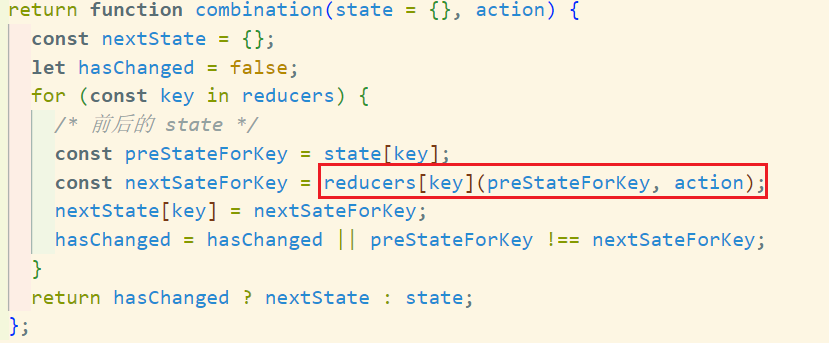 return function combination(state = {}, action) {
const nextState = {};
let hasChanged = false;
for (const key in reducers) {
/* 前后的 state */
const preStateForKey = state[key];
const nextSateForKey = reducers[key](preStateForKey, action);
nextState[key] = nextSateForKey;
hasChanged = hasChanged || preStateForKey !== nextSateForKey;
}
return hasChanged ? nextState : state;
};